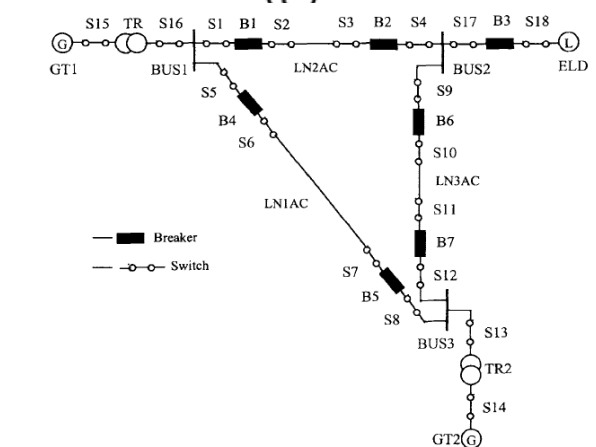 S15 TR S16 S1 B1 S2 S3 B2 S4 S17 B3 S18
G L
GT1 BUS1 LN2AC BUS2 ELD
S5 S9
B4 B6
S6 S10
LN3AC
LN1AC
S11
Breaker B7
Switch S7 S12
B5
S8
S13
BUS3
TR2
S14
GT2 G